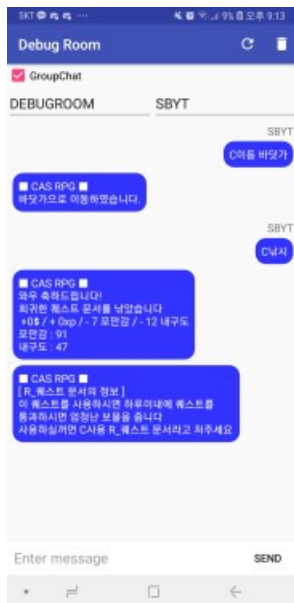 SKT
9% 오후 9:13
Debug Room
GroupChat
DEBUGROOM SBYT
SBYT
C이동 바닷가
■ CAS RPG ■
바닷가으로 이동하였습니다.
SBYT
C낚시
■ CAS RPG ■
와우 축하드립니다!
희귀한 퀘스트 문서를 낚았습니다
+0$ / + 0xp / - 7 포만감 / - 12 내구도
포만감 : 91
내구도 : 47
■ CAS RPG ■
[ R_퀘스트 문서의 정보 ]
이 퀘스트를 사용하시면 하루이내에 퀘스트를
통과하시면 엄청난 보물을 줍니다
사용하실꺼면 C사용 R_퀘스트 문서라고 처주세요
Enter message SEND